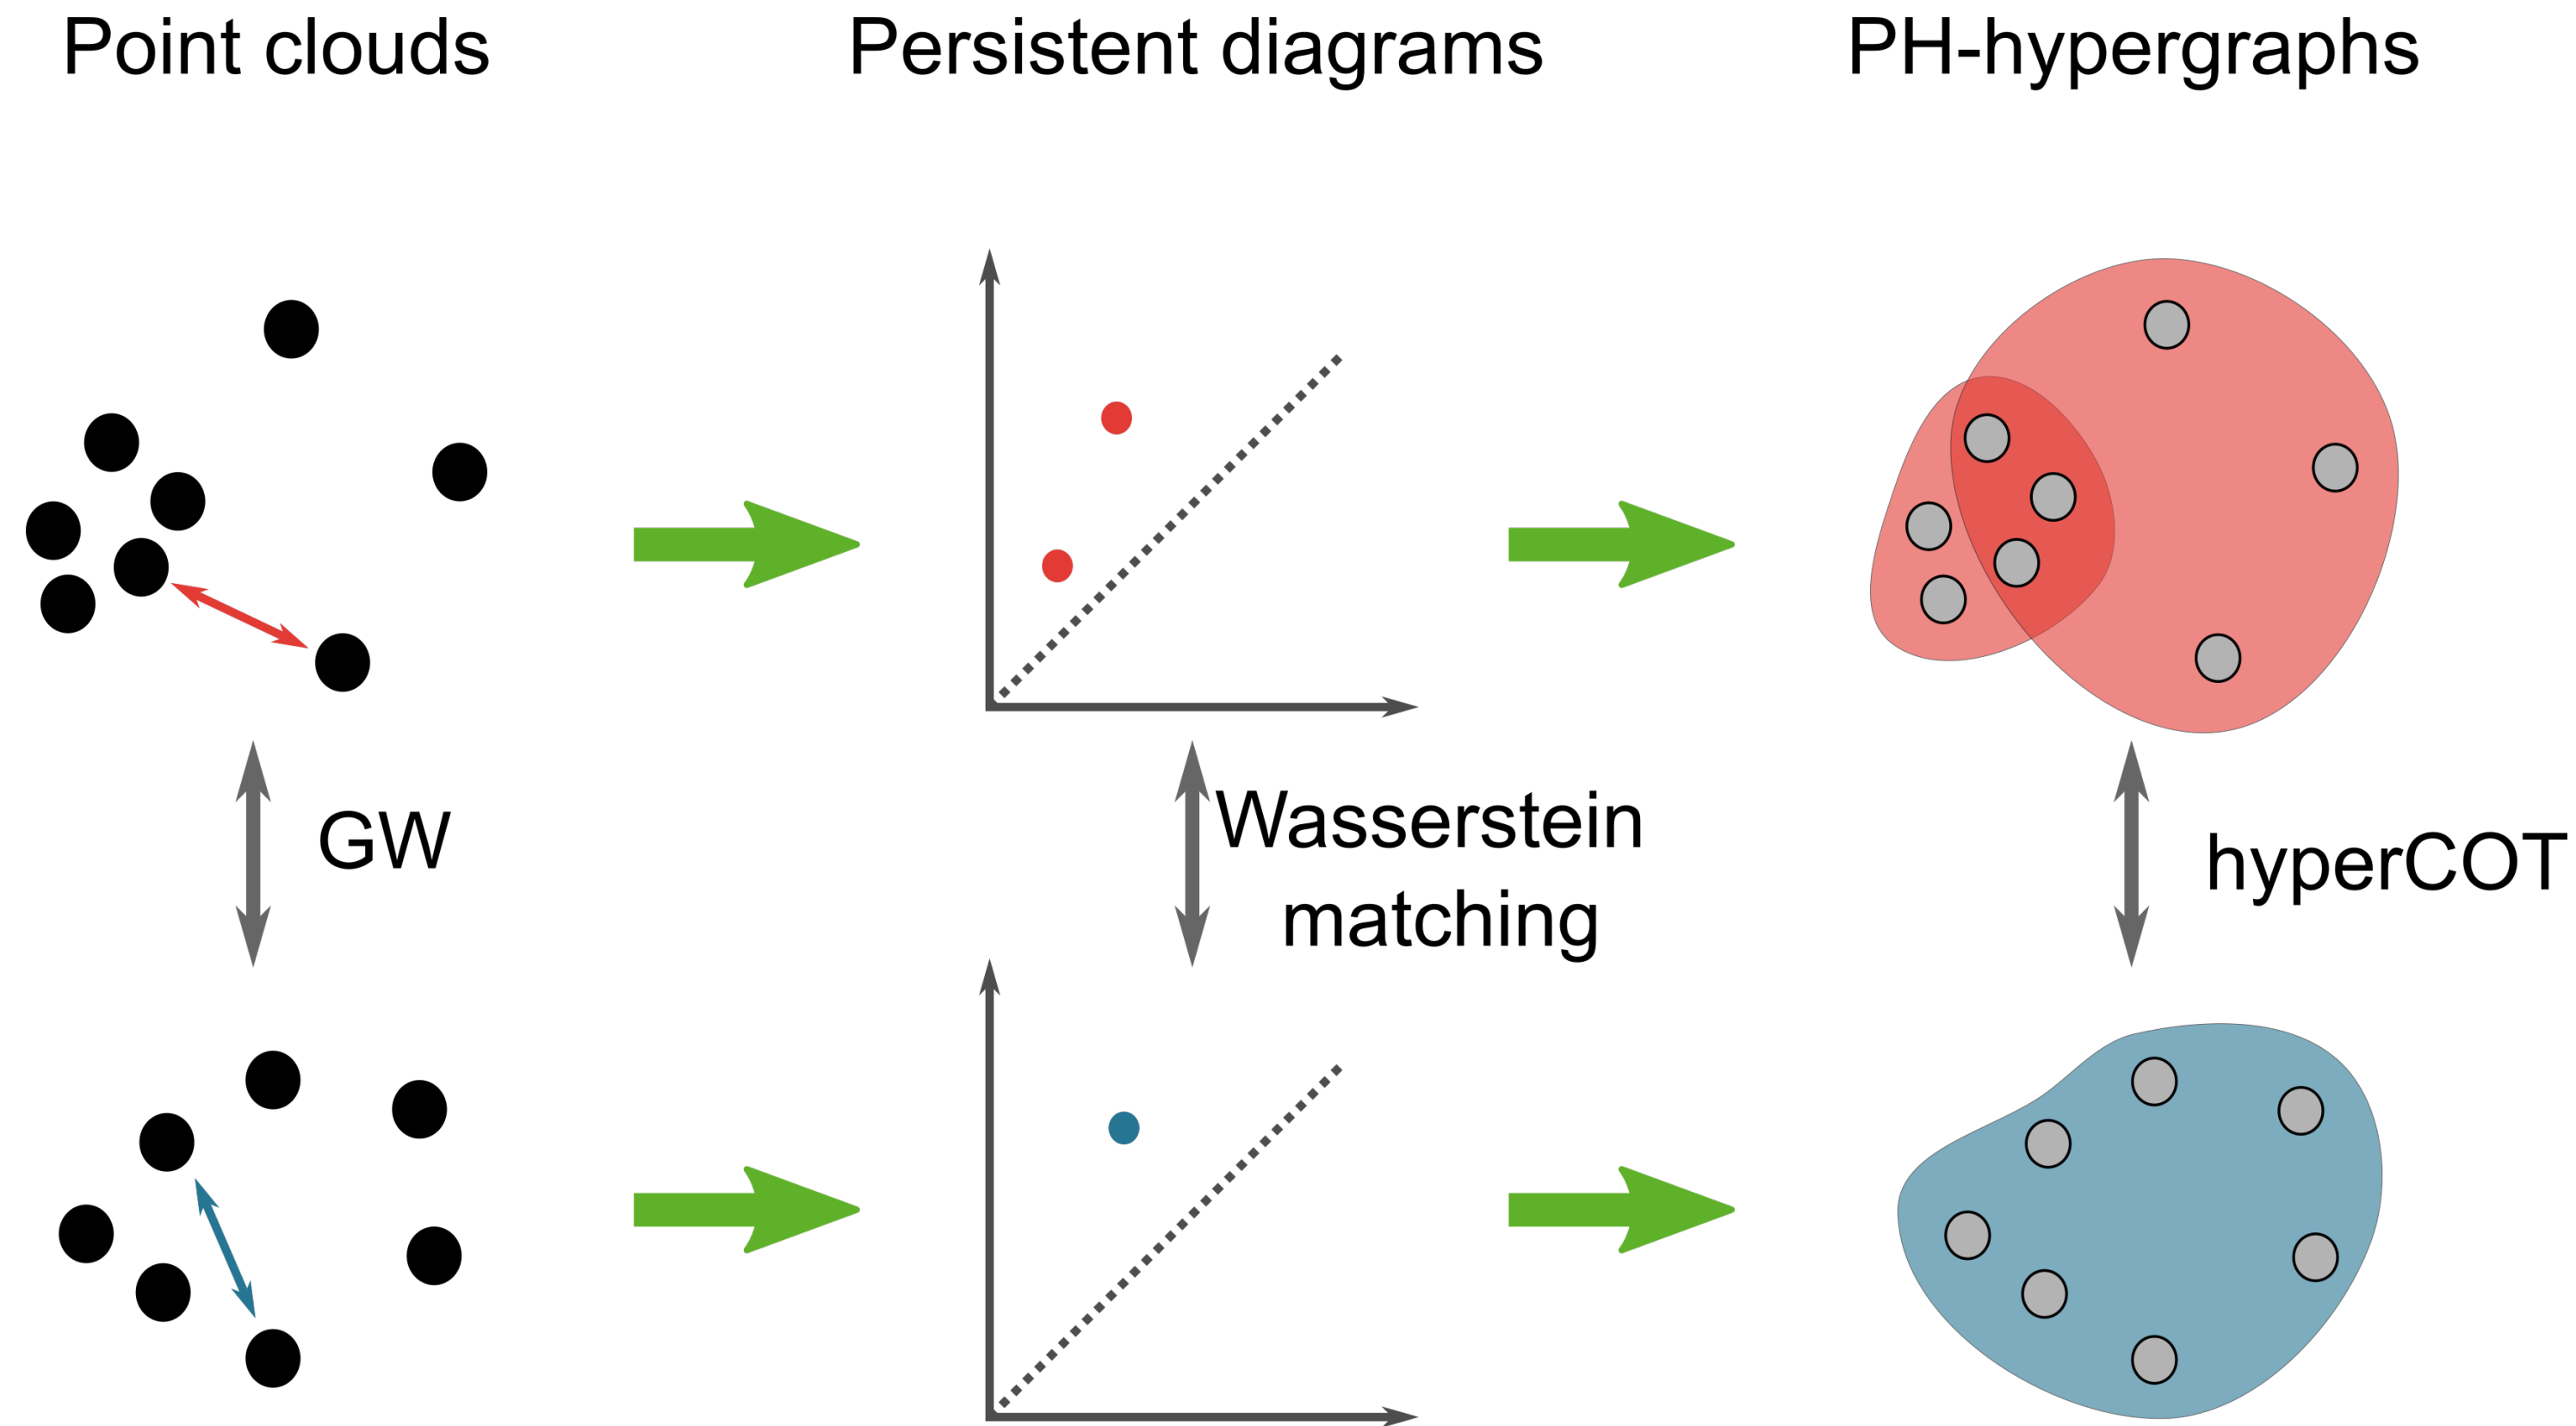 Point clouds
Persistent diagrams
PH-hypergraphs
GW
Wasserstein
matching
hyperCOT